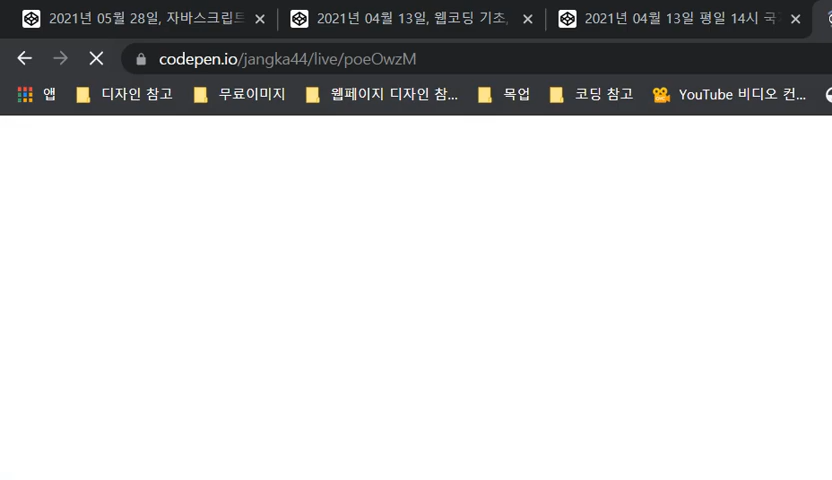 2021년 05월 28일, 자바스크립트
2021년 04월 13일, 웹코딩 기초,
2021년 04월 13일 평일 14시 국
codepen.io/jangka44/live/poeOwzM
앱 디자인 참고 무료이미지 웹페이지 디자인 참... 목업 코딩 참고 YouTube 비디오 컨...